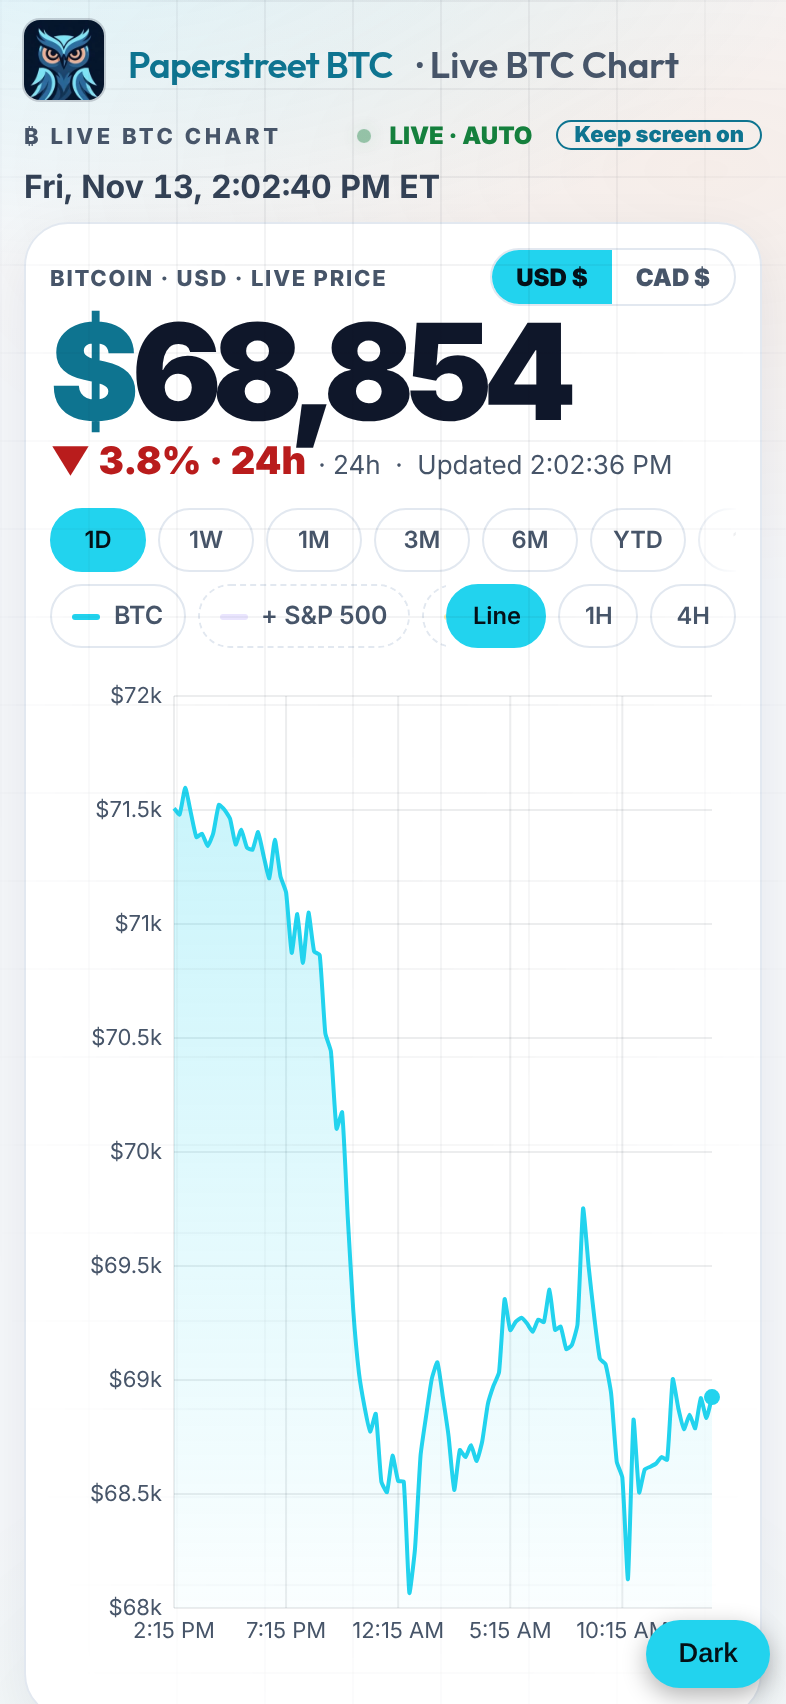 Paperstreet BTC · Live BTC Chart
₿ LIVE BTC CHART LIVE · AUTO Keep screen on
Fri, Nov 13, 2:02:40 PM ET
BITCOIN · USD · LIVE PRICE USD $ CAD $
$68,854
▼ 3.8% · 24h · 24h · Updated 2:02:36 PM
1D 1W 1M 3M 6M YTD
BTC + S&P 500 Line 1H 4H
$72k
$71.5k
$71k
$70.5k
$70k
$69.5k
$69k
$68.5k
$68k
2:15 PM 7:15 PM 12:15 AM 5:15 AM 10:15 AM
Dark